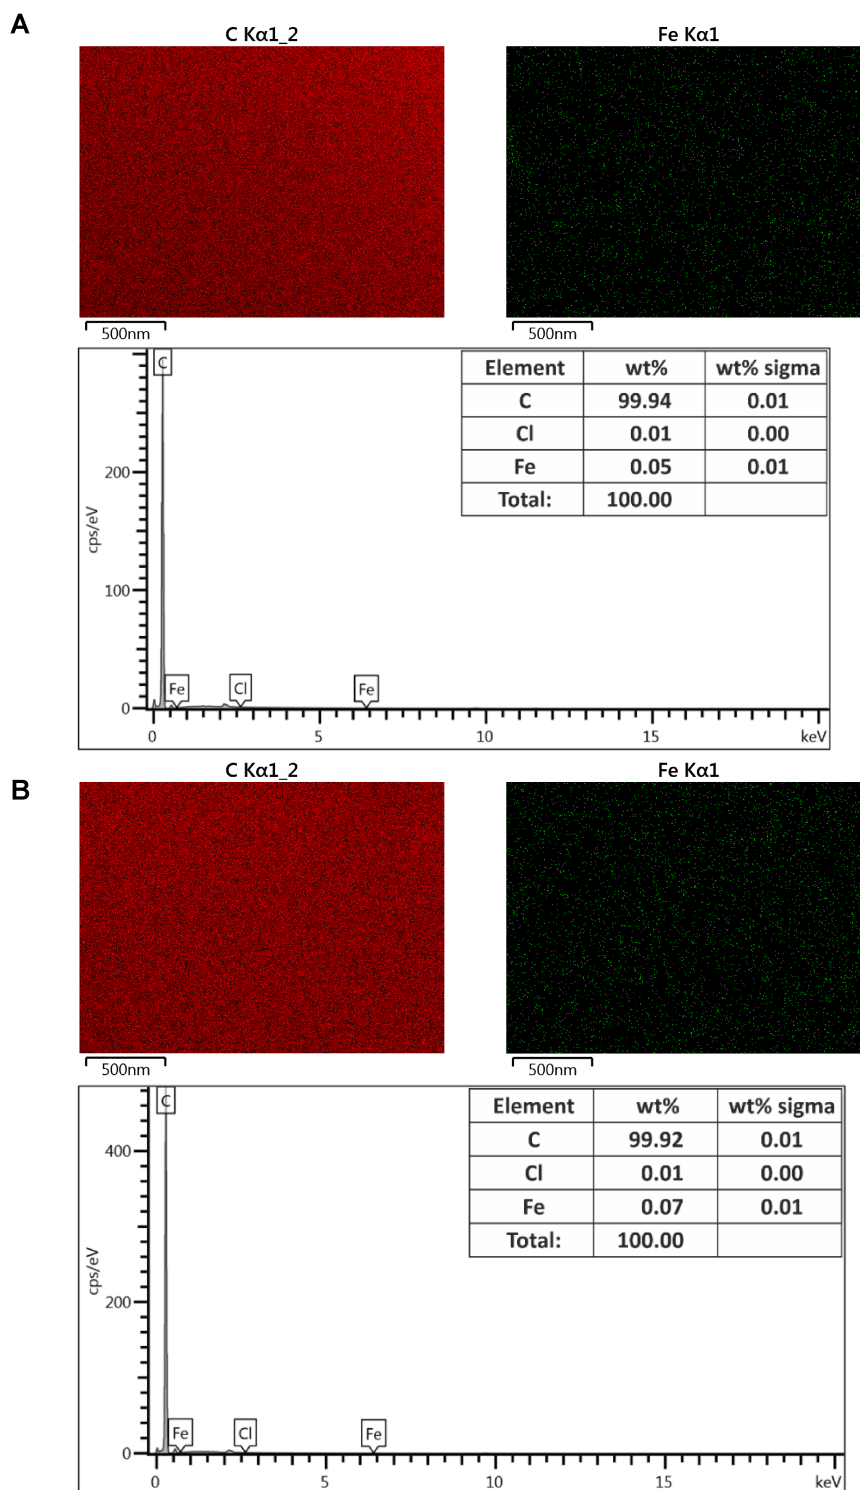 A
C Kα1_2
Fe Kα1
500nm
500nm
C
Element wt% wt% sigma
C 99.94 0.01
Cl 0.01 0.00
Fe 0.05 0.01
Total: 100.00
200
cps/eV
100
Fe
Cl
Fe
0
0 5 10 15 keV
B
C Kα1_2
Fe Kα1
500nm
500nm
C
Element wt% wt% sigma
C 99.92 0.01
Cl 0.01 0.00
Fe 0.07 0.01
Total: 100.00
400
cps/eV
200
Fe
Cl
Fe
0
0 5 10 15 keV